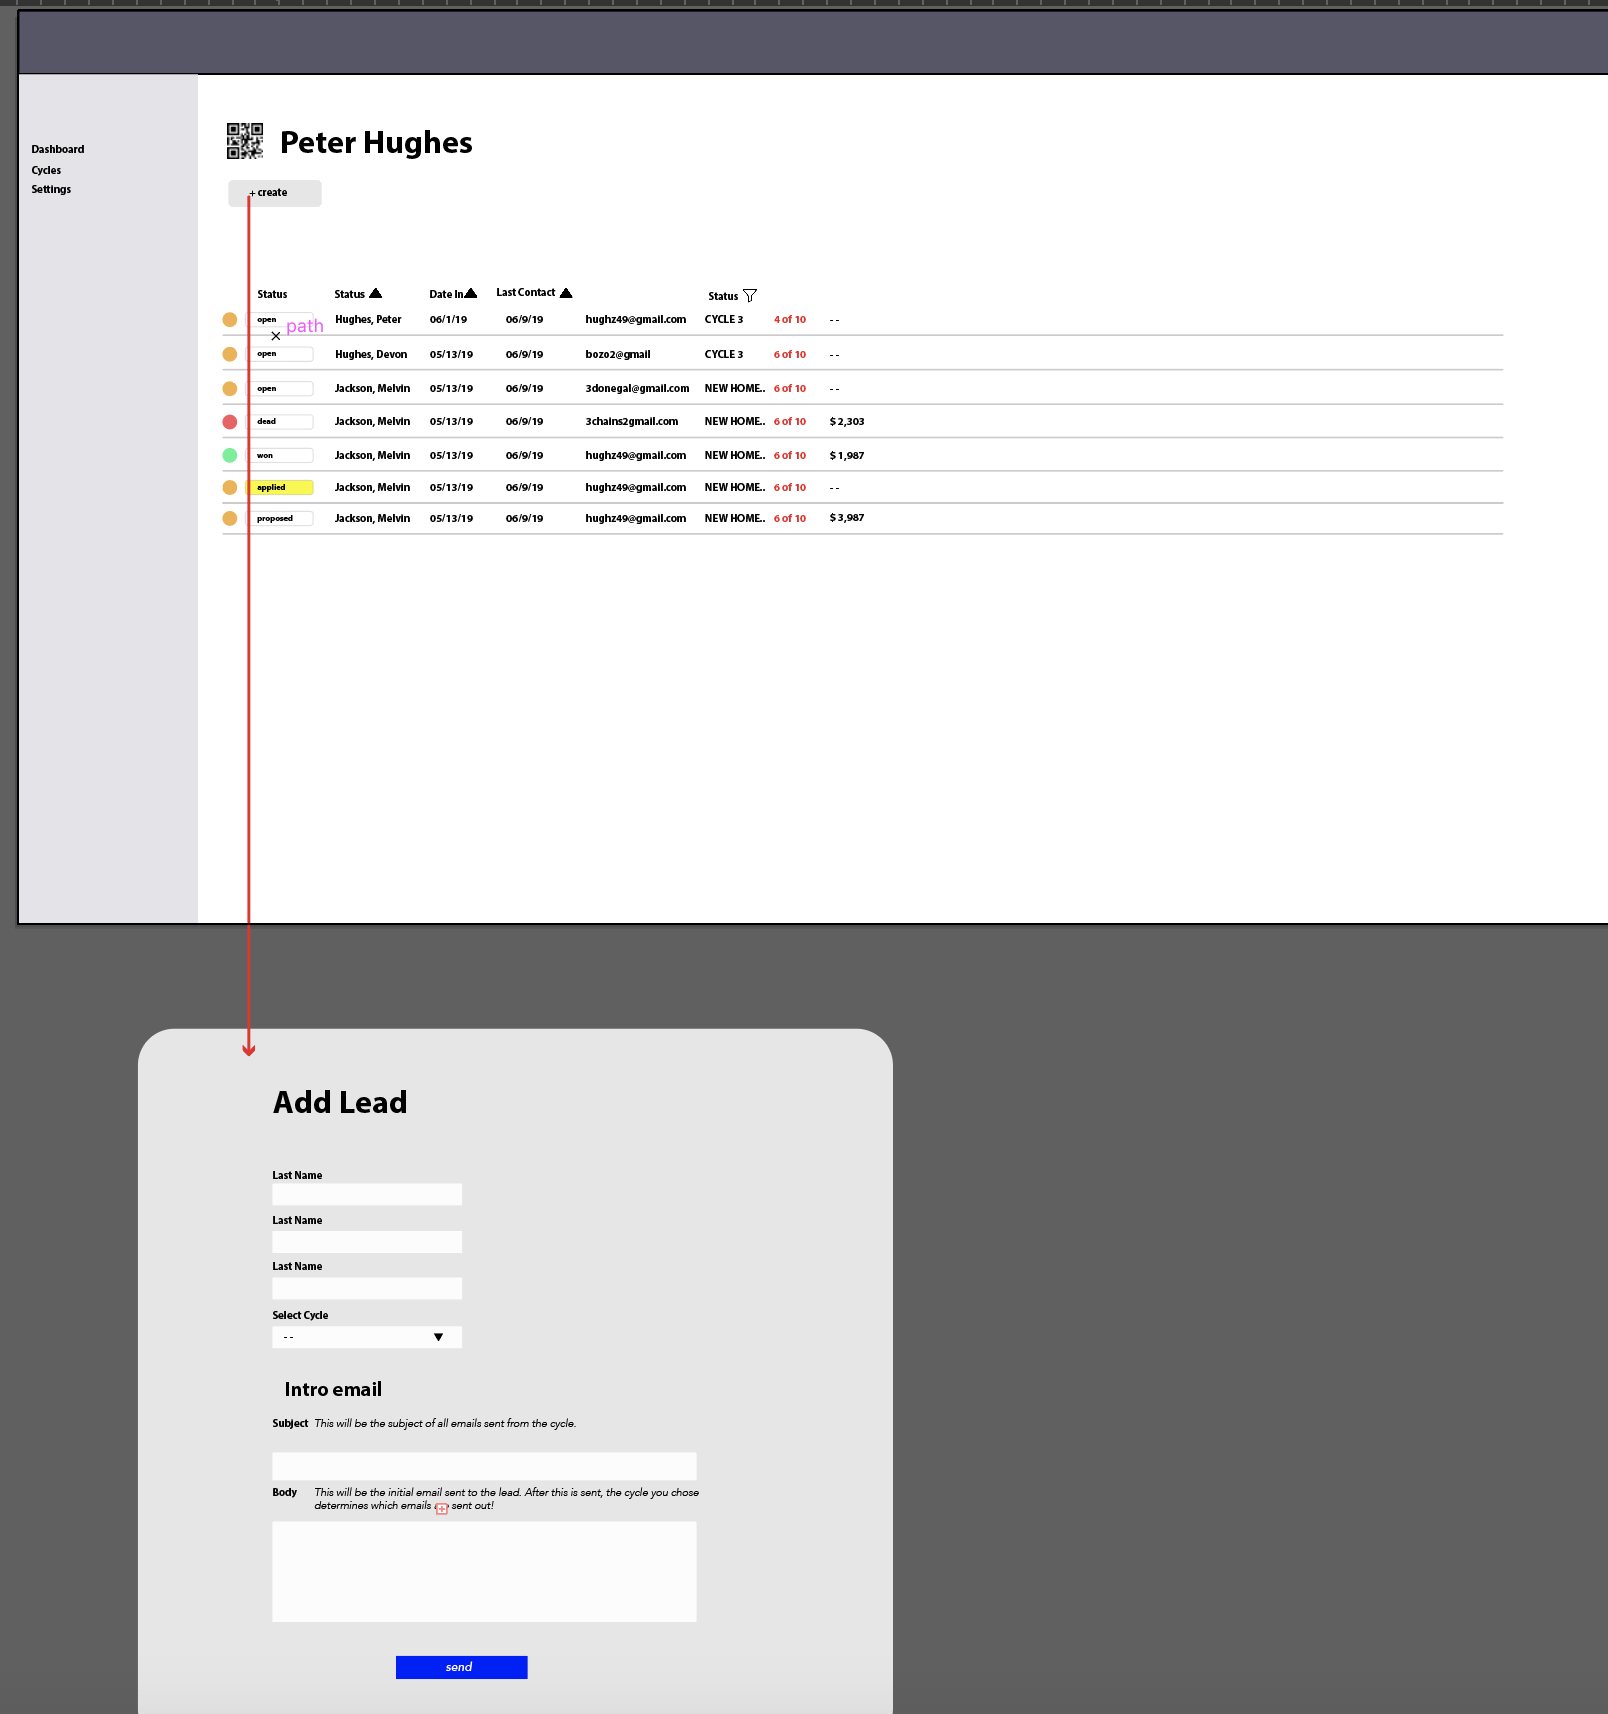 Peter Hughes
+ create
Dashboard
Cycles
Settings
Status Status Date In Last Contact Status
open Hughes, Peter 06/1/19 06/9/19 hughz49@gmail.com CYCLE 3 4 of 10 - -
path
open Hughes, Devon 05/13/19 06/9/19 bozo2@gmail CYCLE 3 6 of 10 - -
open Jackson, Melvin 05/13/19 06/9/19 3donegal@gmail.com NEW HOME.. 6 of 10 - -
dead Jackson, Melvin 05/13/19 06/9/19 3chains2gmail.com NEW HOME.. 6 of 10 $ 2,303
won Jackson, Melvin 05/13/19 06/9/19 hughz49@gmail.com NEW HOME.. 6 of 10 $ 1,987
applied Jackson, Melvin 05/13/19 06/9/19 hughz49@gmail.com NEW HOME.. 6 of 10 - -
proposed Jackson, Melvin 05/13/19 06/9/19 hughz49@gmail.com NEW HOME.. 6 of 10 $ 3,987
Add Lead
Last Name
Last Name
Last Name
Select Cycle
- -
Intro email
Subject This will be the subject of all emails sent from the cycle.
Body This will be the initial email sent to the lead. After this is sent, the cycle you chose
determines which emails sent out!
send